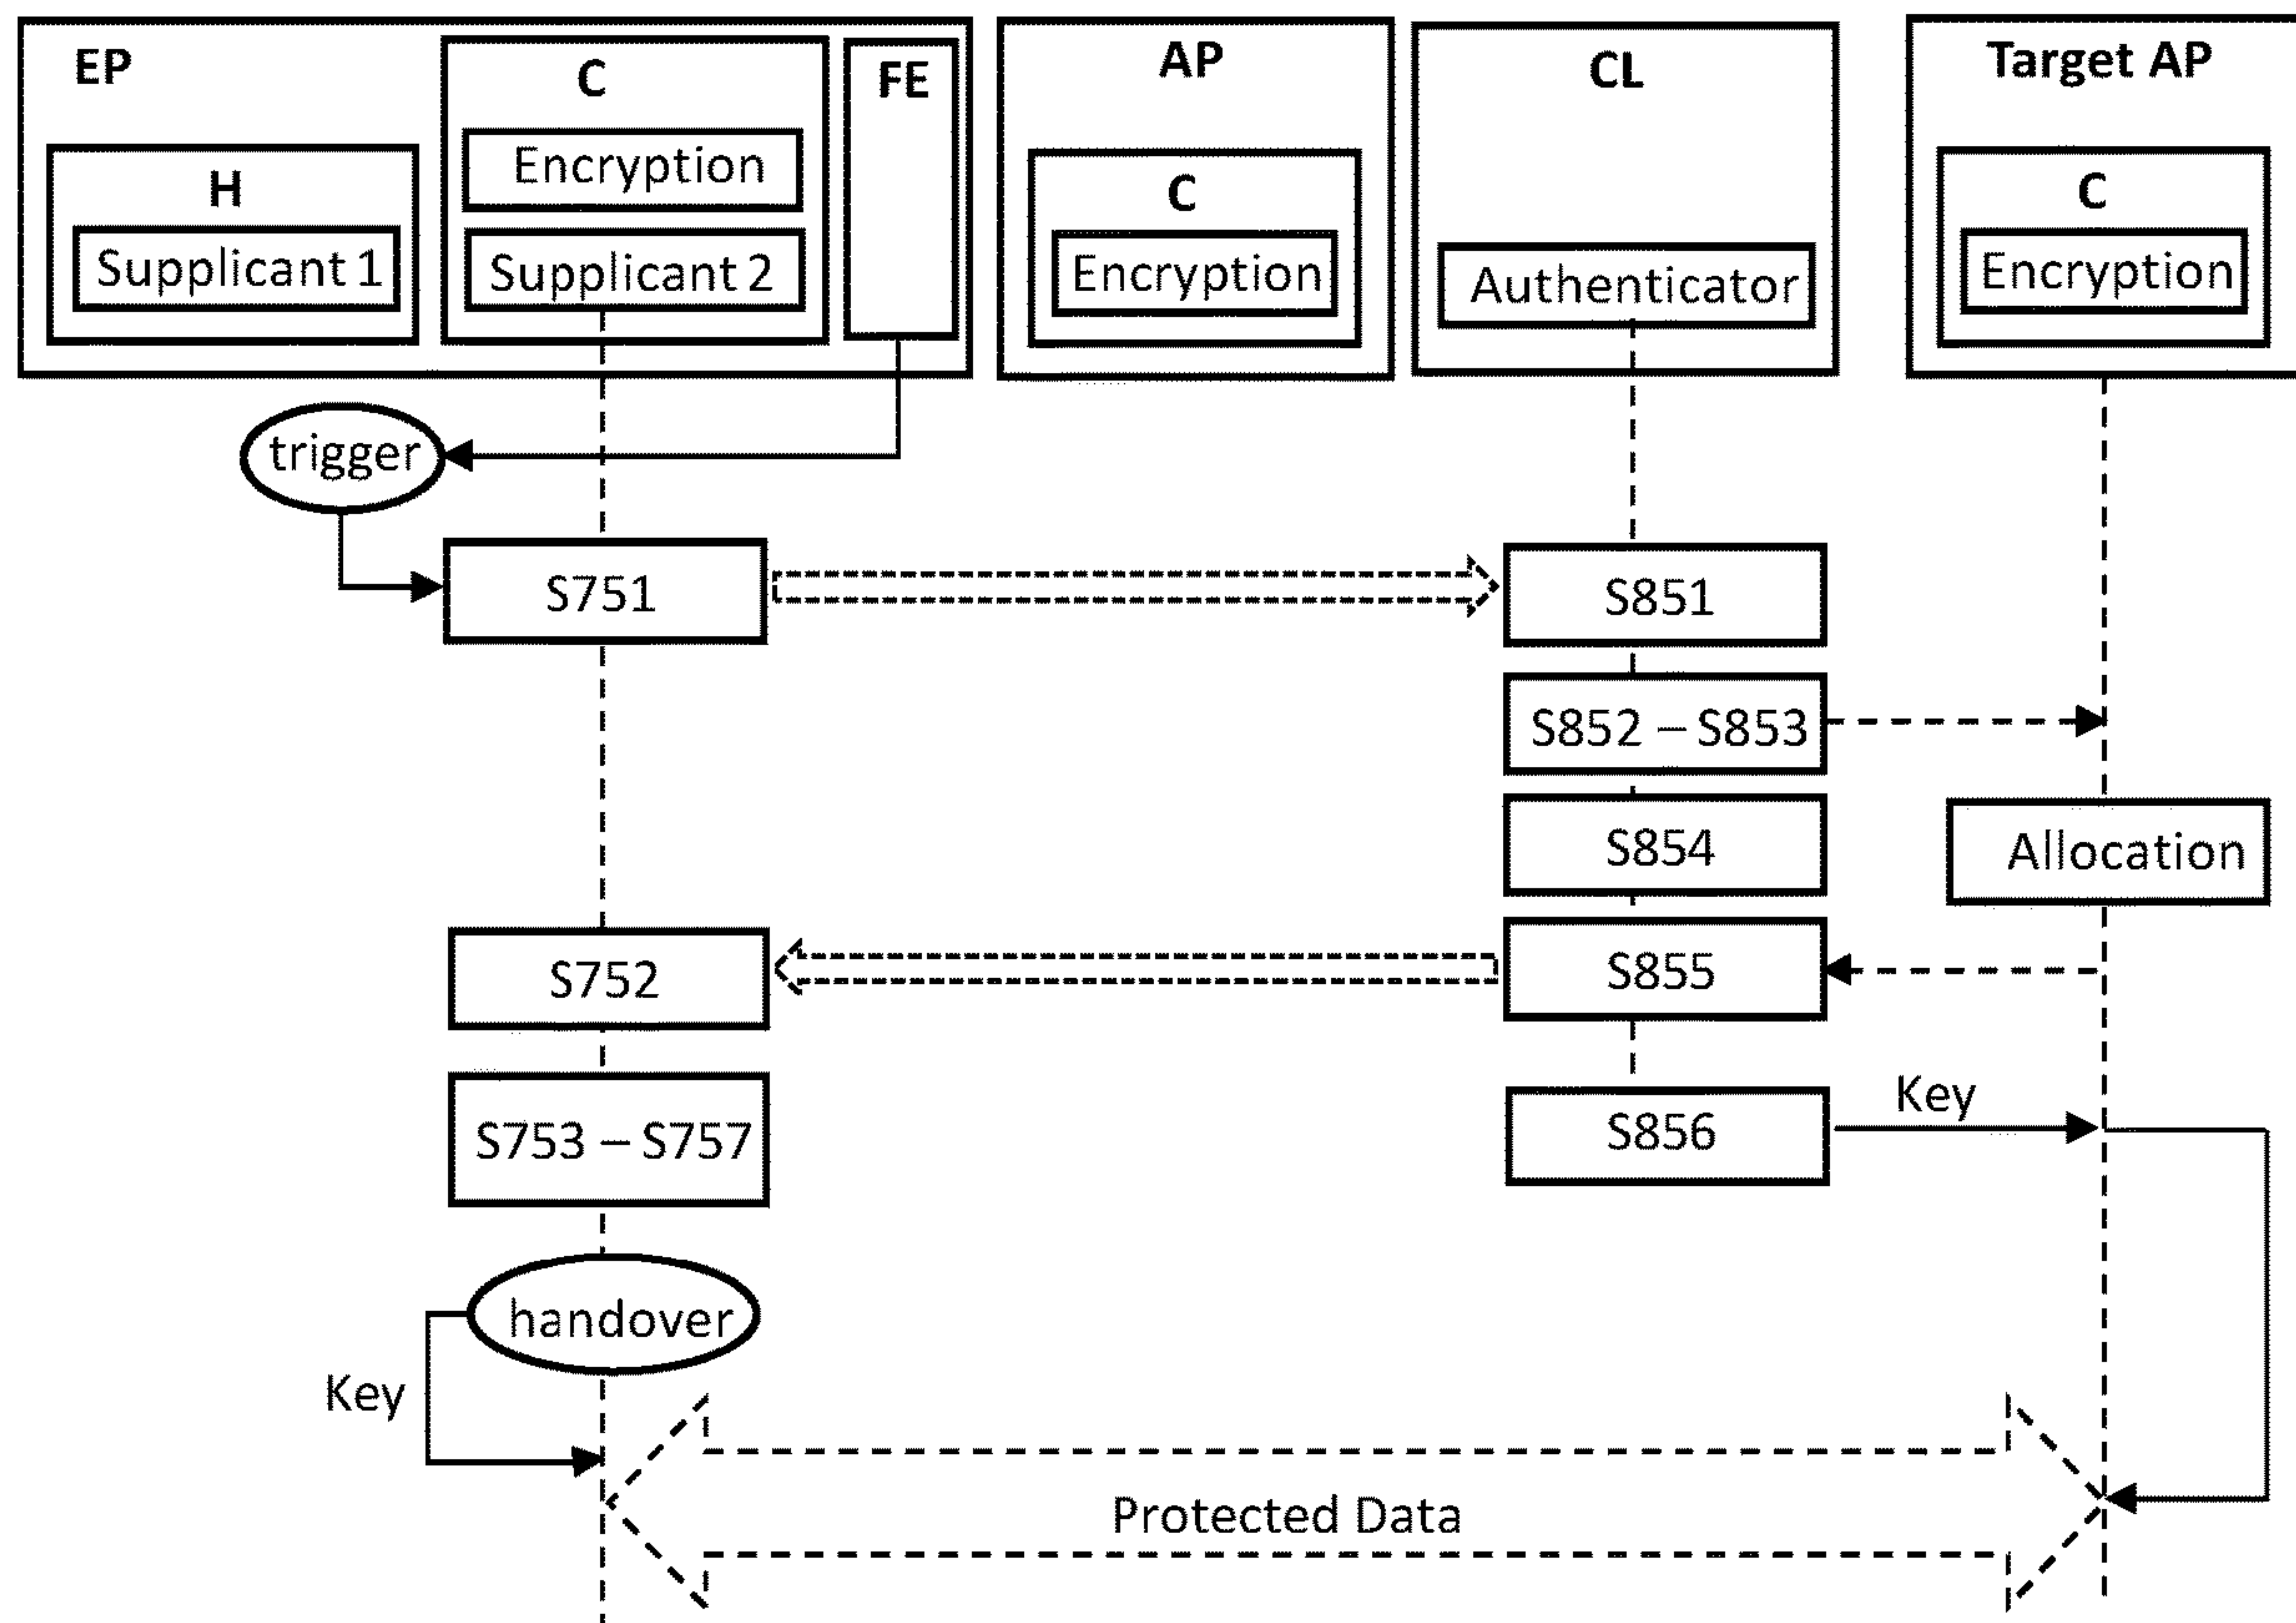 EP
C
FE
AP
CL
Target AP
Encryption
H
C
C
Supplicant 1
Supplicant 2
Encryption
Authenticator
Encryption
trigger
S751
S851
S852 – S853
S854
Allocation
S752
S855
S753 – S757
S856
Key
handover
Key
Protected Data